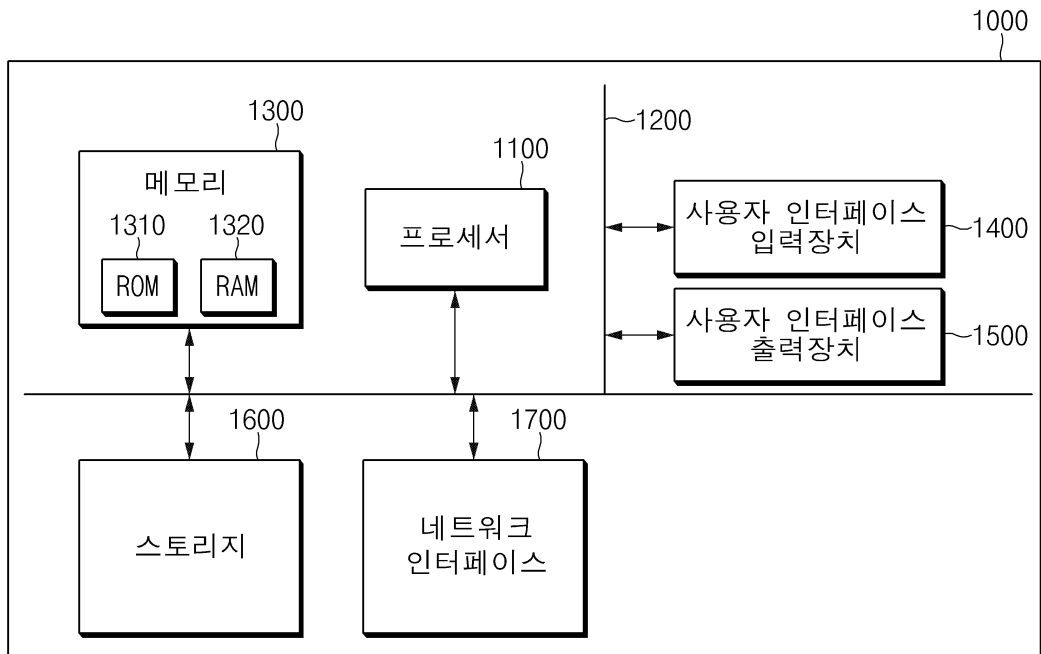 1000
1300
메모리
1310
1320
ROM
RAM
1100
프로세서
1200
사용자 인터페이스
입력장치
1400
사용자 인터페이스
출력장치
1500
1600
스토리지
1700
네트워크
인터페이스